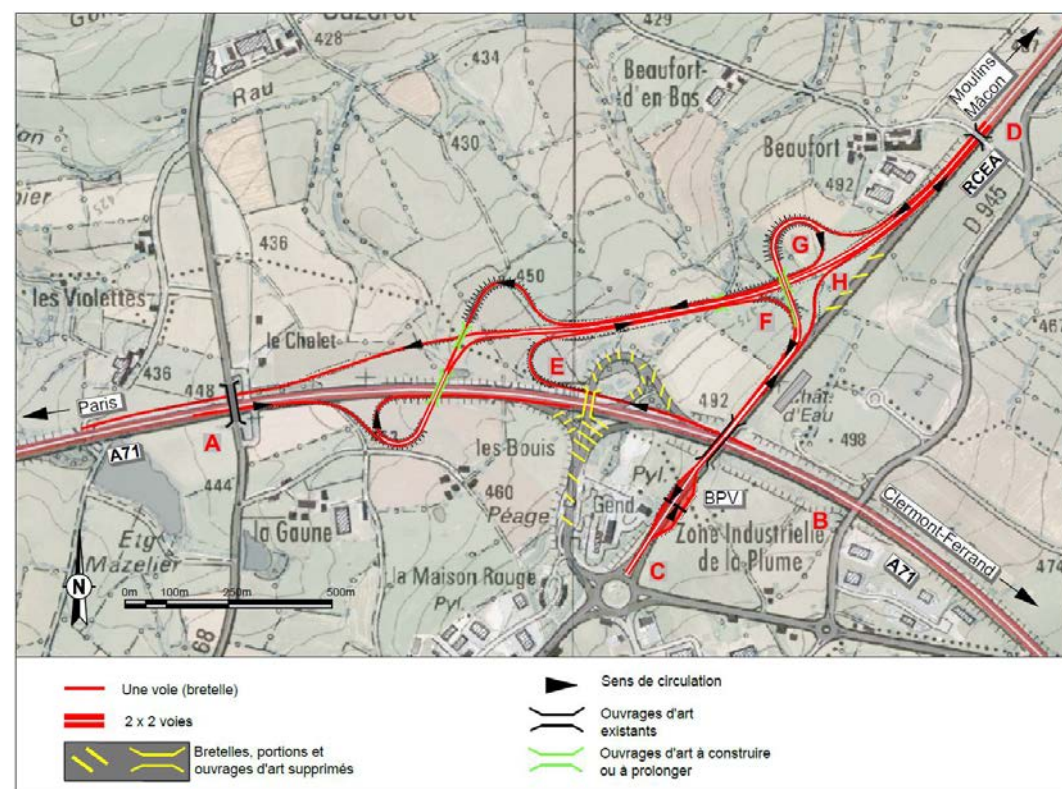 Cuzeret
428
429
434
Rau
Beaufort-
d'en Bas
430
Moulins
Mâcon
D
Beaufort
492
RCEA
D 945
436
G
450
H
les Violettes
F
le Chalet
436
448
E
Paris
492
Chât.
d'Eau
A
A71
les Bouis
498
444
Pyl.
BPV
460
Péage
Gend.
B
Clermont-Ferrand
la Gaune
Zone Industrielle
de la Plume
474
Etg
Mazelier
C
A71
la Maison Rouge
N
Pyl.
0m
100m
250m
500m
68
Une voie (bretelle)
Sens de circulation
2 x 2 voies
Ouvrages d'art
existants
Bretelles, portions et
ouvrages d'art supprimés
Ouvrages d'art à construire
ou à prolonger